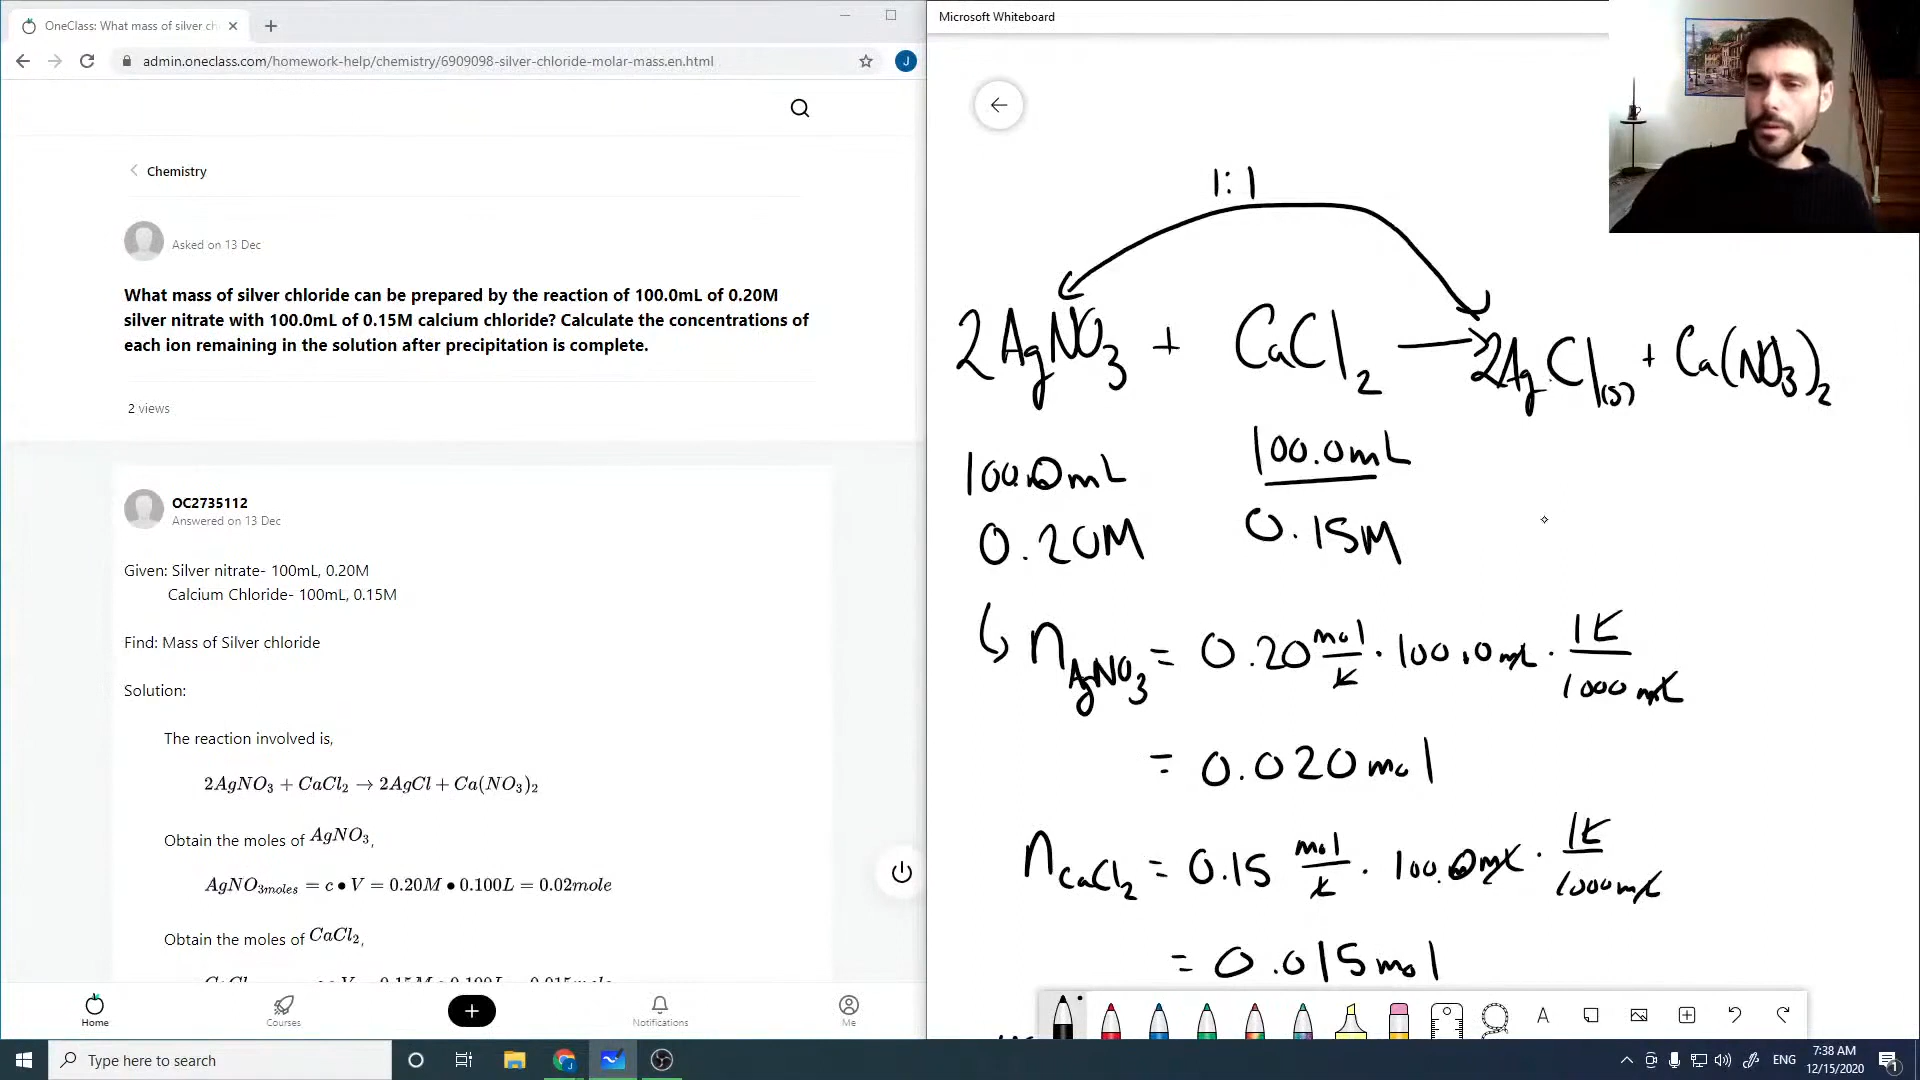 OneClass: What mass of silver ch
admin.oneclass.com/homework-help/chemistry/6909098-silver-chloride-molar-mass.en.html
J
Chemistry
Asked on 13 Dec
What mass of silver chloride can be prepared by the reaction of 100.0mL of 0.20M
silver nitrate with 100.0mL of 0.15M calcium chloride? Calculate the concentrations of
each ion remaining in the solution after precipitation is complete.
2 views
OC2735112
Answered on 13 Dec
Given: Silver nitrate- 100mL, 0.20M
Calcium Chloride- 100mL, 0.15M
Find: Mass of Silver chloride
Solution:
The reaction involved is,
2AgNO₃ + CaCl₂ → 2AgCl + Ca(NO₃)₂
Obtain the moles of AgNO₃,
AgNO₃moles = c • V = 0.20M • 0.100L = 0.02mole
Obtain the moles of CaCl₂,
Home
Courses
Notifications
Me
Microsoft Whiteboard
1:1
2AgNO₃ + CaCl₂ → 2AgCl(s) + Ca(NO₃)₂
100.0mL 100.0mL
0.20M 0.15M
nAgNO₃ = 0.20 mol/L · 100.0mL · 1L/1000mL
= 0.020mol
nCaCl₂ = 0.15 mol/L · 100.0mL · 1L/1000mL
= 0.015mol
A
Type here to search
ENG
7:38 AM
12/15/2020
1